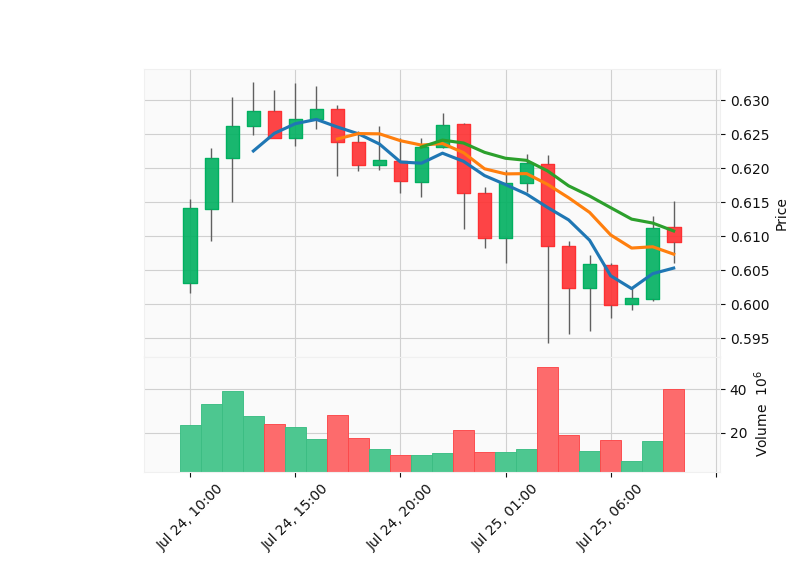 0.630
0.625
0.620
0.615
0.610
0.605
0.600
0.595
Price
40
20
Volume 10^6
Jul 24, 10:00
Jul 24, 15:00
Jul 24, 20:00
Jul 25, 01:00
Jul 25, 06:00